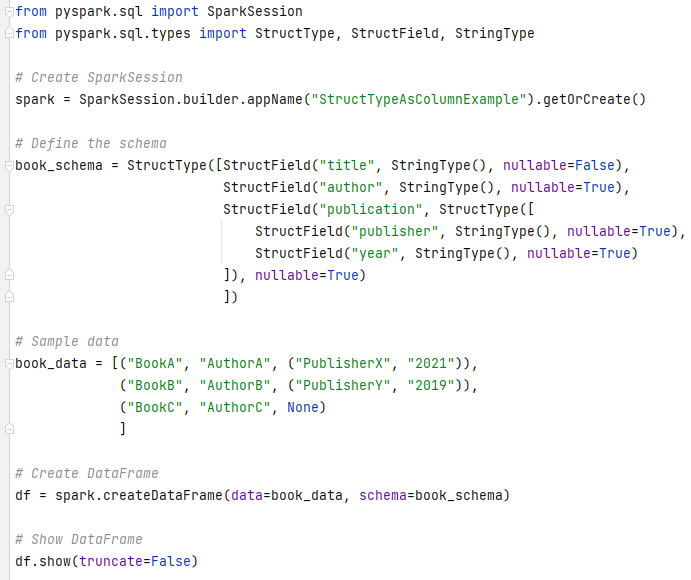 from pyspark.sql import SparkSession
from pyspark.sql.types import StructType, StructField, StringType

# Create SparkSession
spark = SparkSession.builder.appName("StructTypeAsColumnExample").getOrCreate()

# Define the schema
book_schema = StructType([StructField("title", StringType(), nullable=False),
                          StructField("author", StringType(), nullable=True),
                          StructField("publication", StructType([
                              StructField("publisher", StringType(), nullable=True),
                              StructField("year", StringType(), nullable=True)
                          ]), nullable=True)
                          ])

# Sample data
book_data = [("BookA", "AuthorA", ("PublisherX", "2021")),
             ("BookB", "AuthorB", ("PublisherY", "2019")),
             ("BookC", "AuthorC", None)
             ]

# Create DataFrame
df = spark.createDataFrame(data=book_data, schema=book_schema)

# Show DataFrame
df.show(truncate=False)